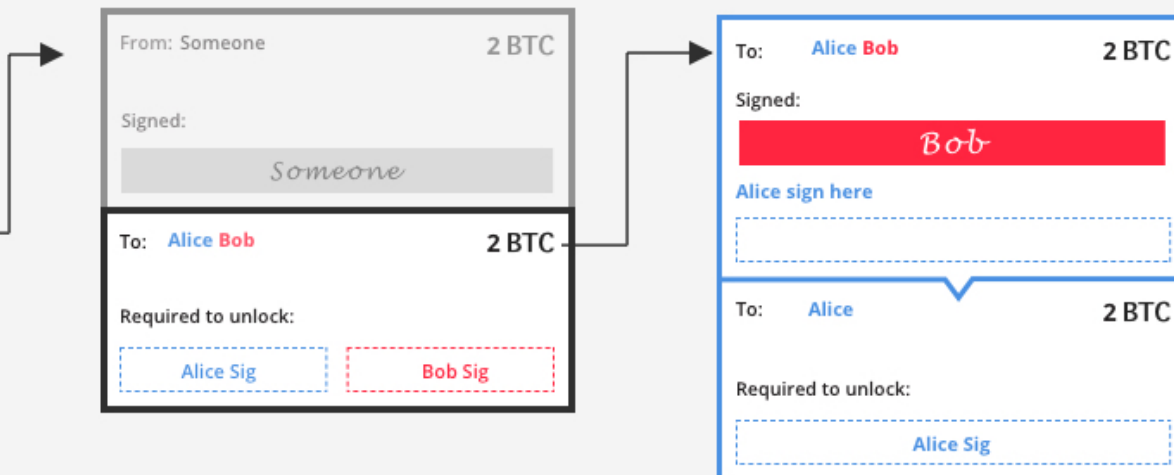 From: Someone 2 BTC
Signed:
Someone
To: Alice Bob 2 BTC
Required to unlock:
Alice Sig Bob Sig
To: Alice Bob 2 BTC
Signed:
Bob
Alice sign here
To: Alice 2 BTC
Required to unlock:
Alice Sig